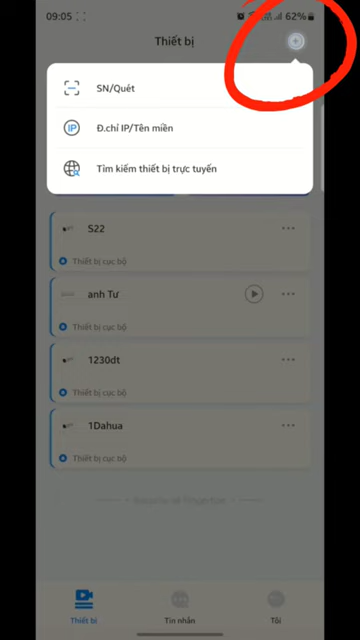 09:05
62%
Thiết bị
SN/Quét
IP
Đ.chỉ IP/Tên miền
Tìm kiếm thiết bị trực tuyến
S22
Thiết bị cục bộ
anh Tư
Thiết bị cục bộ
1230dt
Thiết bị cục bộ
1Dahua
Thiết bị cục bộ
Thiết bị
Tin nhắn
Tôi